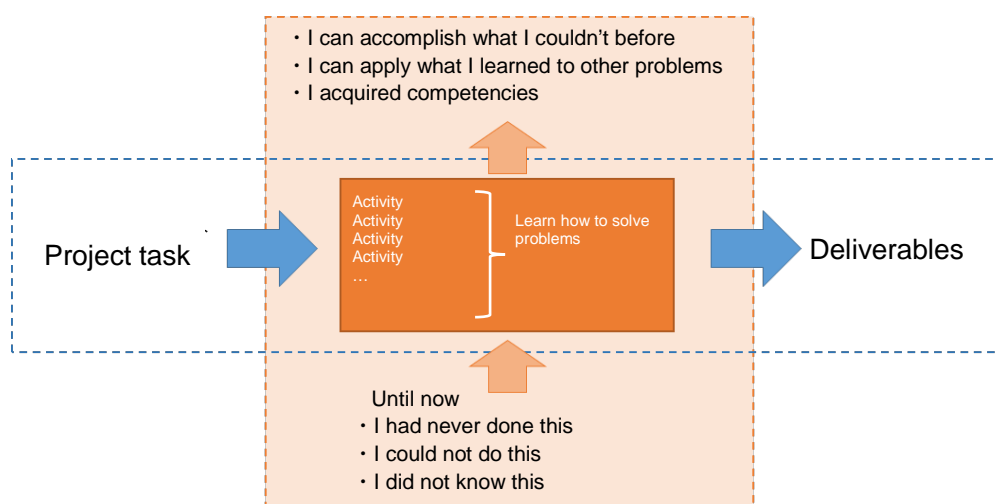 ・I can accomplish what I couldn't before
・I can apply what I learned to other problems
・I acquired competencies
Project task
Activity
Activity
Activity
Activity
…
Learn how to solve
problems
Deliverables
Until now
・I had never done this
・I could not do this
・I did not know this